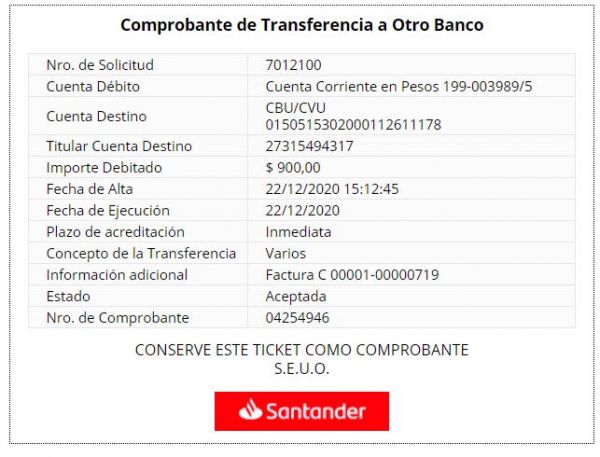 Comprobante de Transferencia a Otro Banco
Nro. de Solicitud 7012100
Cuenta Débito Cuenta Corriente en Pesos 199-003989/5
Cuenta Destino CBU/CVU
0150515302000112611178
Titular Cuenta Destino 27315494317
Importe Debitado $ 900,00
Fecha de Alta 22/12/2020 15:12:45
Fecha de Ejecución 22/12/2020
Plazo de acreditación Inmediata
Concepto de la Transferencia Varios
Información adicional Factura C 00001-00000719
Estado Aceptada
Nro. de Comprobante 04254946
CONSERVE ESTE TICKET COMO COMPROBANTE
S.E.U.O.
Santander